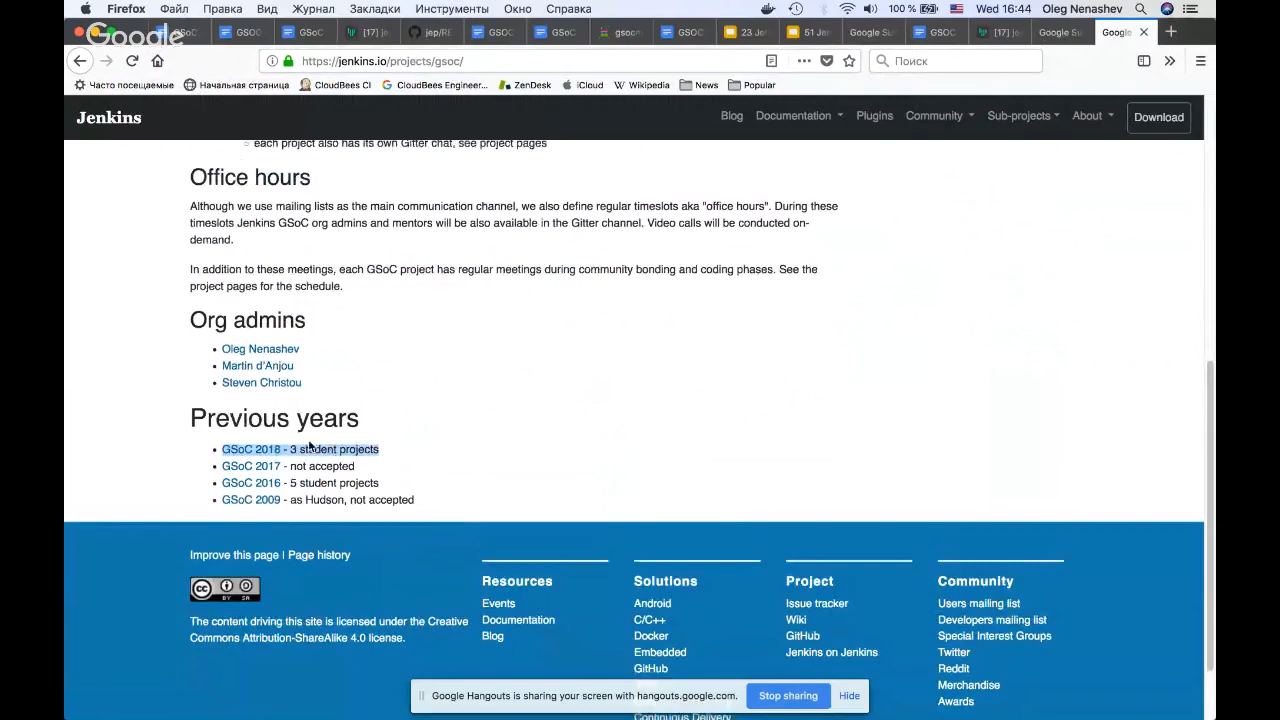 Firefox Файл Правка Вид Журнал Закладки Инструменты Окно Справка 100 % Wed 16:44 Oleg Nenashev
Google
GSOC GSoC [17] je jep/RE GSOC GSoC gsocm GSOC 23 Jen 51 Jen Google Su GSOC [17] je Google Su Google
https://jenkins.io/projects/gsoc/ Поиск
Часто посещаемые Начальная страница CloudBees CI CloudBees Engineer... ZenDesk iCloud Wikipedia News Popular
Jenkins Blog Documentation Plugins Community Sub-projects About Download
each project also has its own Gitter chat, see project pages
Office hours
Although we use mailing lists as the main communication channel, we also define regular timeslots aka "office hours". During these
timeslots Jenkins GSoC org admins and mentors will be also available in the Gitter channel. Video calls will be conducted on-
demand.
In addition to these meetings, each GSoC project has regular meetings during community bonding and coding phases. See the
project pages for the schedule.
Org admins
Oleg Nenashev
Martin d'Anjou
Steven Christou
Previous years
GSoC 2018 - 3 student projects
GSoC 2017 - not accepted
GSoC 2016 - 5 student projects
GSoC 2009 - as Hudson, not accepted
Improve this page | Page history
BY SA
The content driving this site is licensed under the Creative
Commons Attribution-ShareAlike 4.0 license.
Resources
Events
Documentation
Blog
Solutions
Android
C/C++
Docker
Embedded
GitHub
Continuous Delivery
Project
Issue tracker
Wiki
GitHub
Jenkins on Jenkins
Community
Users mailing list
Developers mailing list
Special Interest Groups
Twitter
Reddit
Merchandise
Awards
Google Hangouts is sharing your screen with hangouts.google.com. Stop sharing Hide